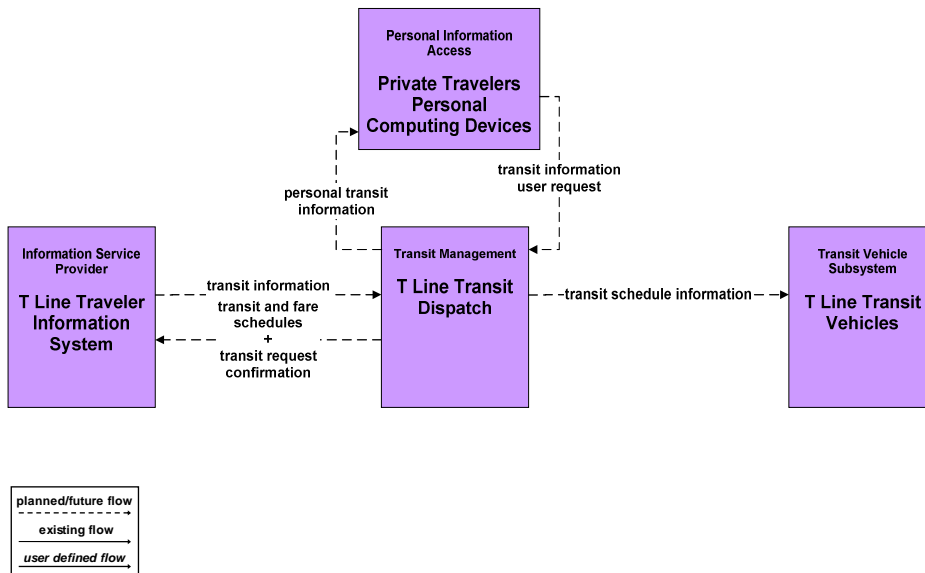 Personal Information
Access
Private Travelers
Personal
Computing Devices
transit information
user request
personal transit
information
Information Service
Provider
T Line Traveler
Information
System
transit information
transit and fare
schedules
+
transit request
confirmation
Transit Management
T Line Transit
Dispatch
transit schedule information
Transit Vehicle
Subsystem
T Line Transit
Vehicles
planned/future flow
existing flow
user defined flow